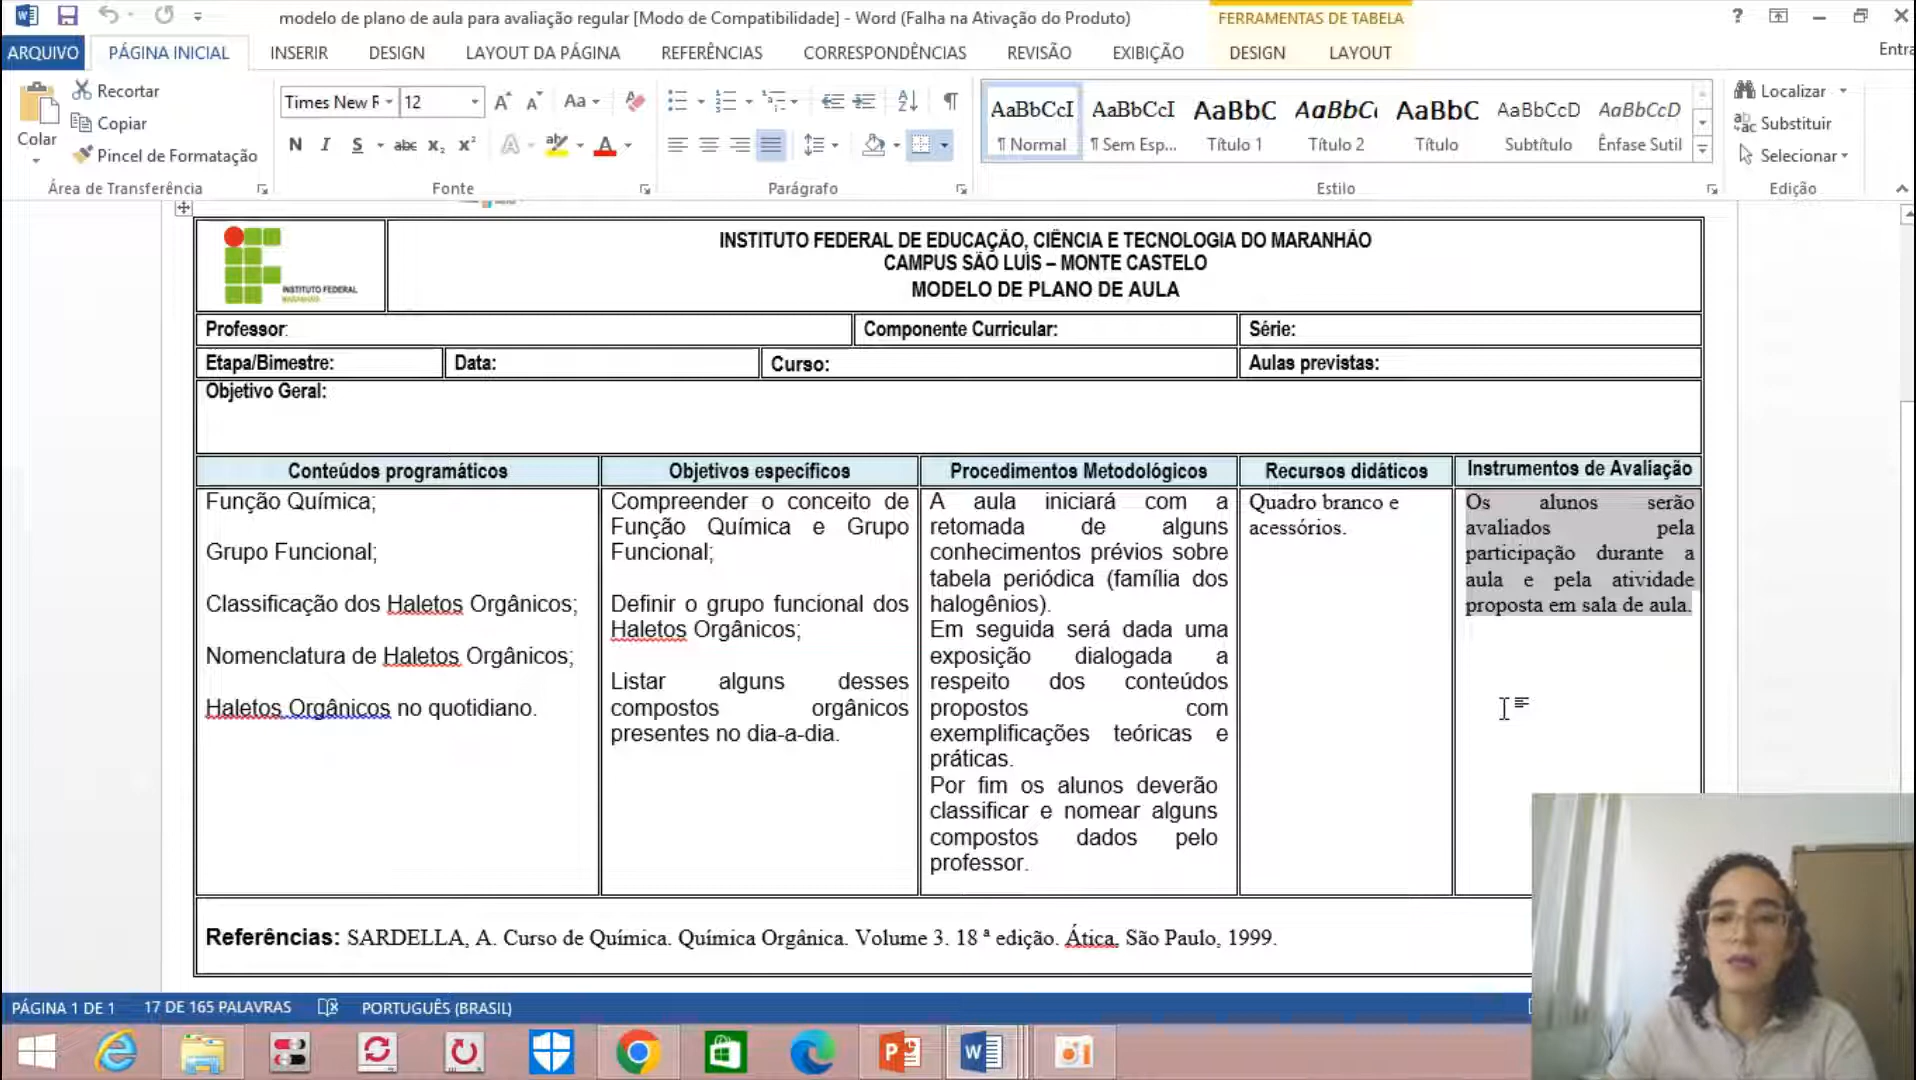 modelo de plano de aula para avaliação regular [Modo de Compatibilidade] - Word (Falha na Ativação do Produto)
FERRAMENTAS DE TABELA
ARQUIVO
PÁGINA INICIAL
INSERIR
DESIGN
LAYOUT DA PÁGINA
REFERÊNCIAS
CORRESPONDÊNCIAS
REVISÃO
EXIBIÇÃO
DESIGN
LAYOUT
Entra
Colar
Recortar
Copiar
Pincel de Formatação
Área de Transferência
Times New F
12
Fonte
Parágrafo
AaBbCcI
¶ Normal
AaBbCcI
¶ Sem Esp...
AaBbC
Título 1
AaBbC
Título 2
AaBbC
Título
AaBbCcD
Subtítulo
AaBbCcD
Ênfase Sutil
Estilo
Localizar
Substituir
Selecionar
Edição
INSTITUTO FEDERAL
MARANHÃO
INSTITUTO FEDERAL DE EDUCAÇÃO, CIÊNCIA E TECNOLOGIA DO MARANHÃO
CAMPUS SÃO LUÍS – MONTE CASTELO
MODELO DE PLANO DE AULA
Professor:
Componente Curricular:
Série:
Etapa/Bimestre:
Data:
Curso:
Aulas previstas:
Objetivo Geral:
Conteúdos programáticos
Função Química;
Grupo Funcional;
Classificação dos Haletos Orgânicos;
Nomenclatura de Haletos Orgânicos;
Haletos Orgânicos no quotidiano.
Objetivos específicos
Compreender o conceito de
Função Química e Grupo
Funcional;
Definir o grupo funcional dos
Haletos Orgânicos;
Listar alguns desses
compostos orgânicos
presentes no dia-a-dia.
Procedimentos Metodológicos
A aula iniciará com a
retomada de alguns
conhecimentos prévios sobre
tabela periódica (família dos
halogênios).
Em seguida será dada uma
exposição dialogada a
respeito dos conteúdos
propostos com
exemplificações teóricas e
práticas.
Por fim os alunos deverão
classificar e nomear alguns
compostos dados pelo
professor.
Recursos didáticos
Quadro branco e
acessórios.
Instrumentos de Avaliação
Os alunos serão
avaliados pela
participação durante a
aula e pela atividade
proposta em sala de aula.
Referências: SARDELLA, A. Curso de Química. Química Orgânica. Volume 3. 18 ª edição. Ática, São Paulo, 1999.
PÁGINA 1 DE 1
17 DE 165 PALAVRAS
PORTUGUÊS (BRASIL)